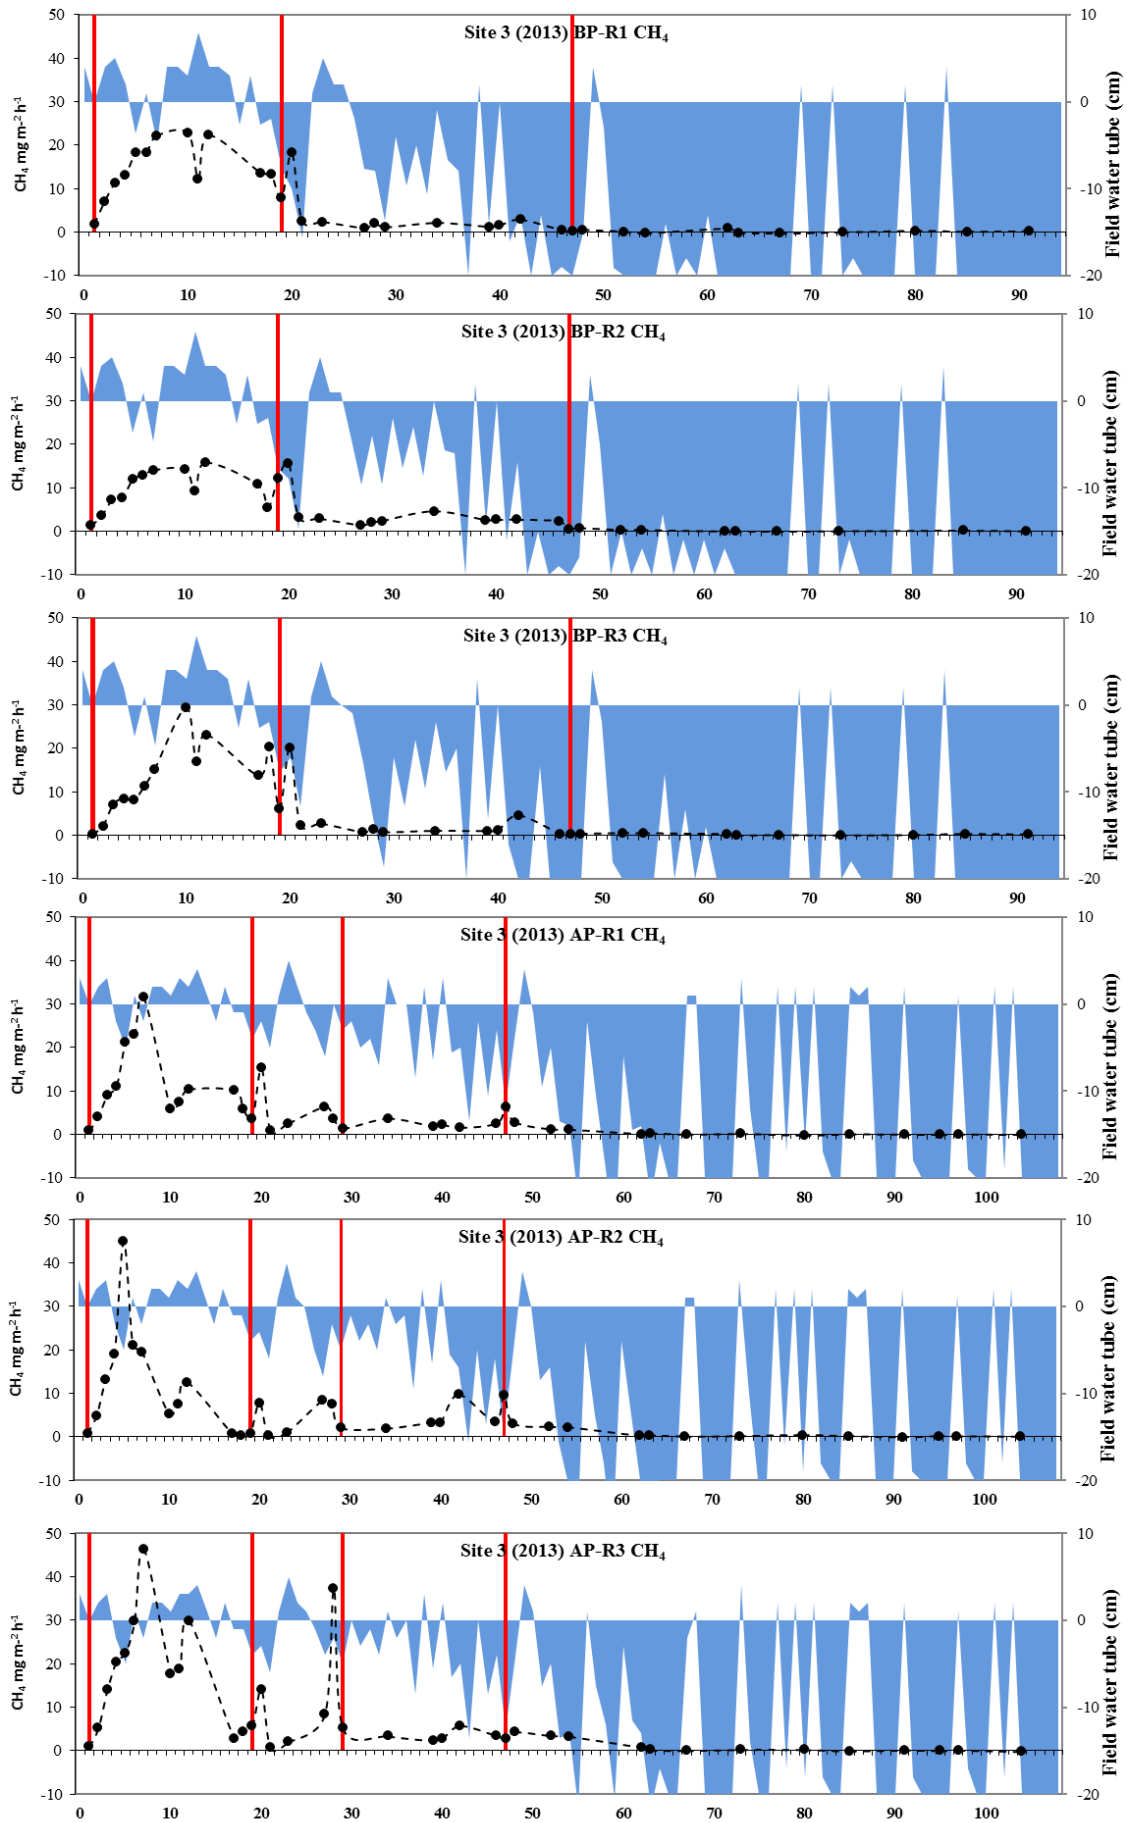 Site 3 (2013) BP-R1 CH4
CH4 mg m-2 h-1
Field water tube (cm)
50 40 30 20 10 0 -10
10 0 -10 -20
0 10 20 30 40 50 60 70 80 90
Site 3 (2013) BP-R2 CH4
CH4 mg m-2 h-1
Field water tube (cm)
50 40 30 20 10 0 -10
10 0 -10 -20
0 10 20 30 40 50 60 70 80 90
Site 3 (2013) BP-R3 CH4
CH4 mg m-2 h-1
Field water tube (cm)
50 40 30 20 10 0 -10
10 0 -10 -20
0 10 20 30 40 50 60 70 80 90
Site 3 (2013) AP-R1 CH4
CH4 mg m-2 h-1
Field water tube (cm)
50 40 30 20 10 0 -10
10 0 -10 -20
0 10 20 30 40 50 60 70 80 90 100
Site 3 (2013) AP-R2 CH4
CH4 mg m-2 h-1
Field water tube (cm)
50 40 30 20 10 0 -10
10 0 -10 -20
0 10 20 30 40 50 60 70 80 90 100
Site 3 (2013) AP-R3 CH4
CH4 mg m-2 h-1
Field water tube (cm)
50 40 30 20 10 0 -10
10 0 -10 -20
0 10 20 30 40 50 60 70 80 90 100